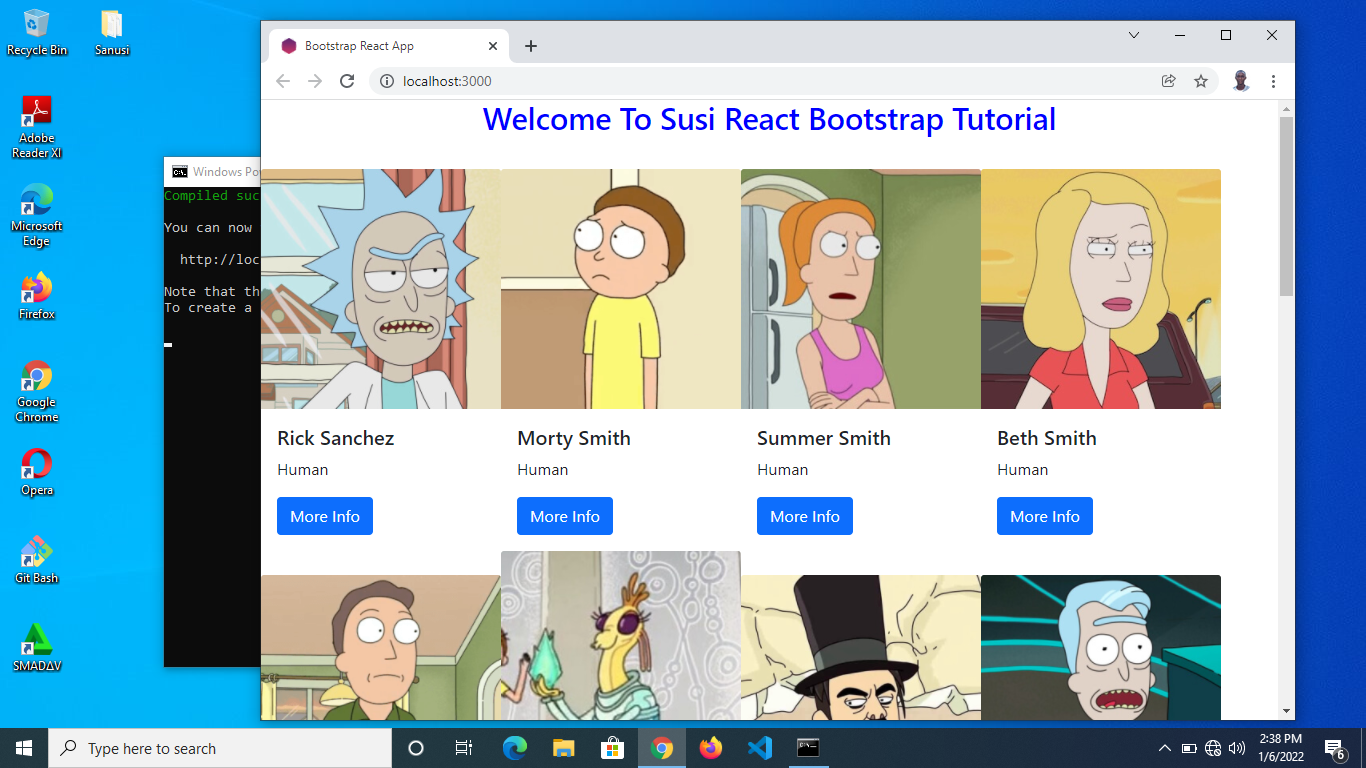 Recycle Bin
Sanusi
Adobe
Reader XI
Microsoft
Edge
Firefox
Google
Chrome
Opera
Git Bash
SMADΔV
Windows Po
Compiled suc
You can now
http://loc
Note that th
To create a
Bootstrap React App
localhost:3000
Welcome To Susi React Bootstrap Tutorial
Rick Sanchez
Human
More Info
Morty Smith
Human
More Info
Summer Smith
Human
More Info
Beth Smith
Human
More Info
Type here to search
2:38 PM
1/6/2022
6